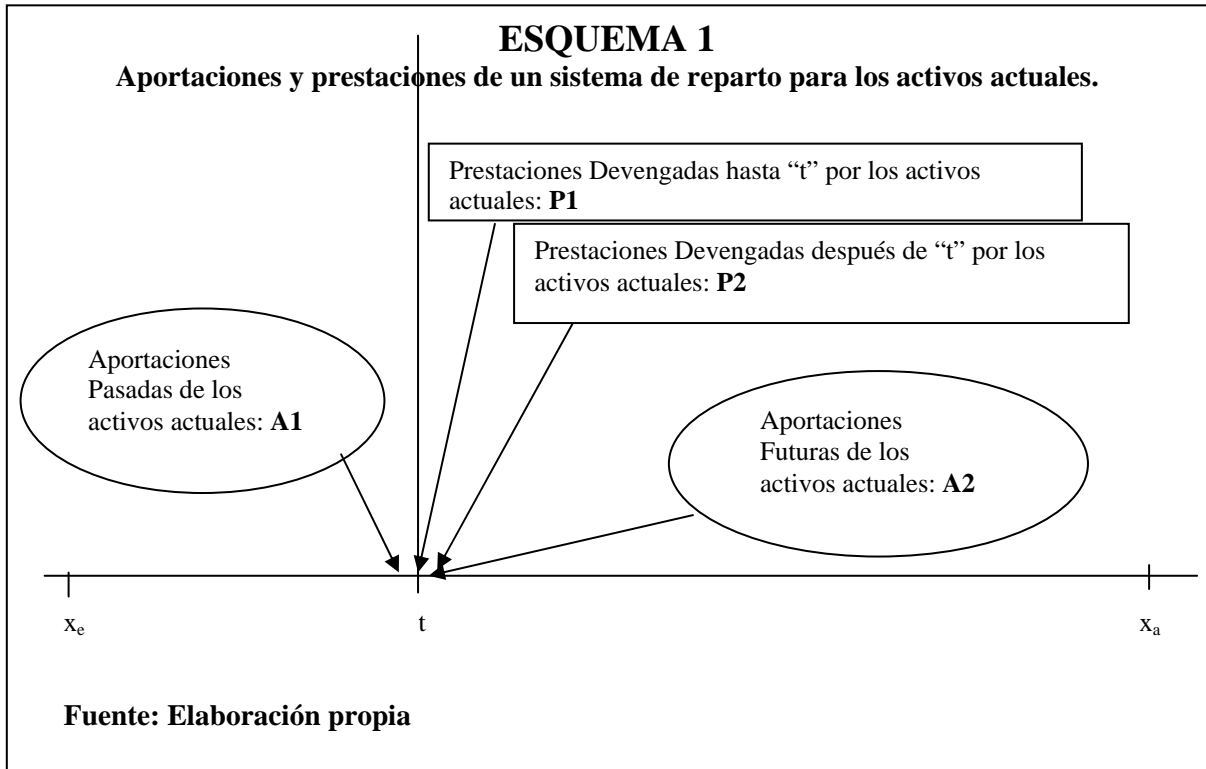 ESQUEMA 1
Aportaciones y prestaciones de un sistema de reparto para los activos actuales.
Prestaciones Devengadas hasta “t” por los activos
actuales: P1
Prestaciones Devengadas después de “t” por los
activos actuales: P2
Aportaciones
Pasadas de los
activos actuales: A1
Aportaciones
Futuras de los
activos actuales: A2
xₑ
t
xₐ
Fuente: Elaboración propia